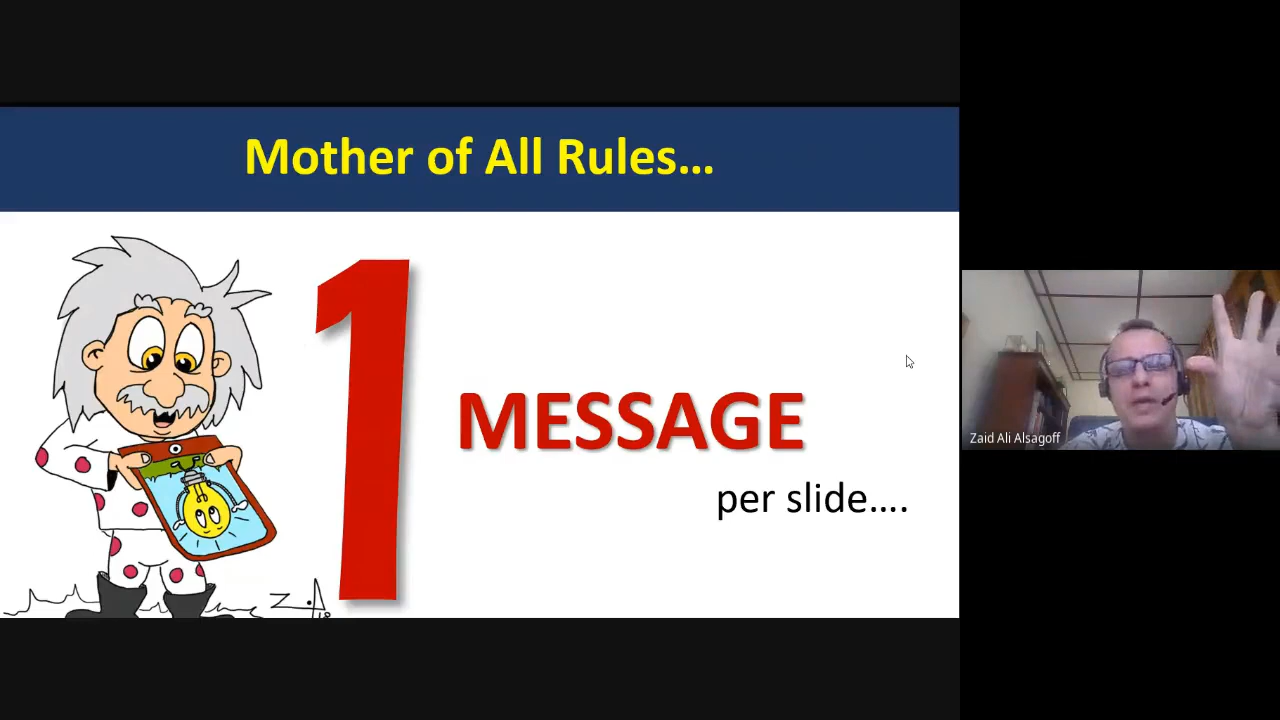 Mother of All Rules...
1
MESSAGE
per slide....
Zaid Ali Alsagoff